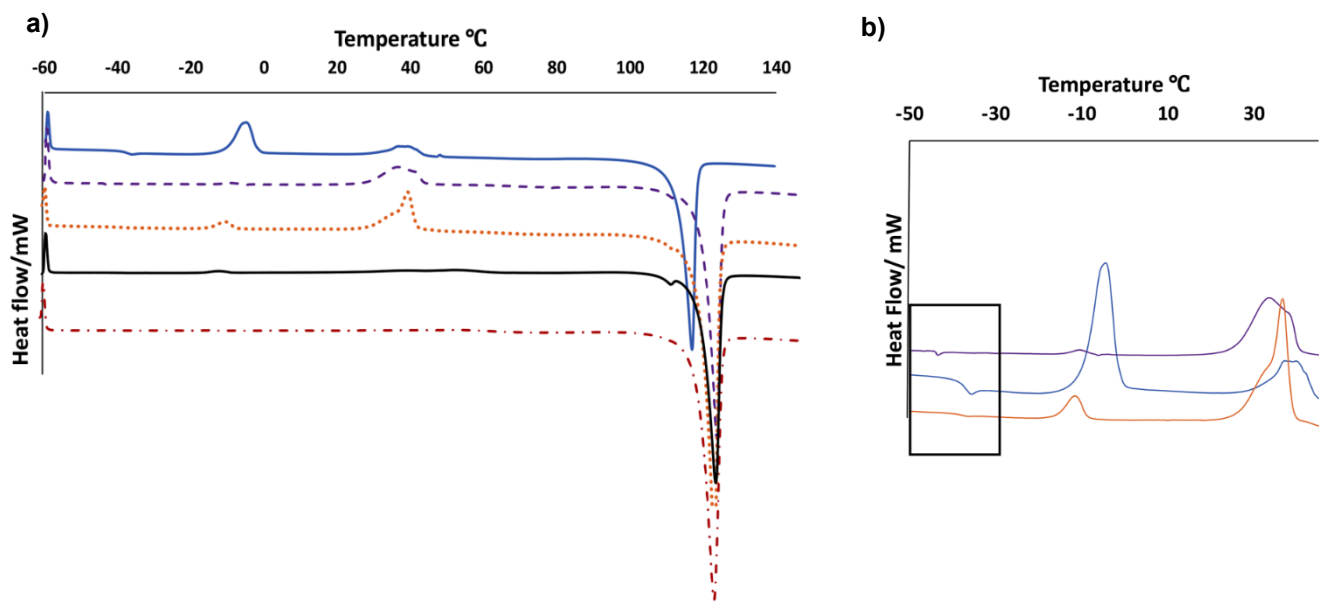 a)
Temperature ℃
-60 -40 -20 0 20 40 60 80 100 120 140
Heat flow/ mW
b)
Temperature ℃
-50 -30 -10 10 30
Heat Flow/ mW